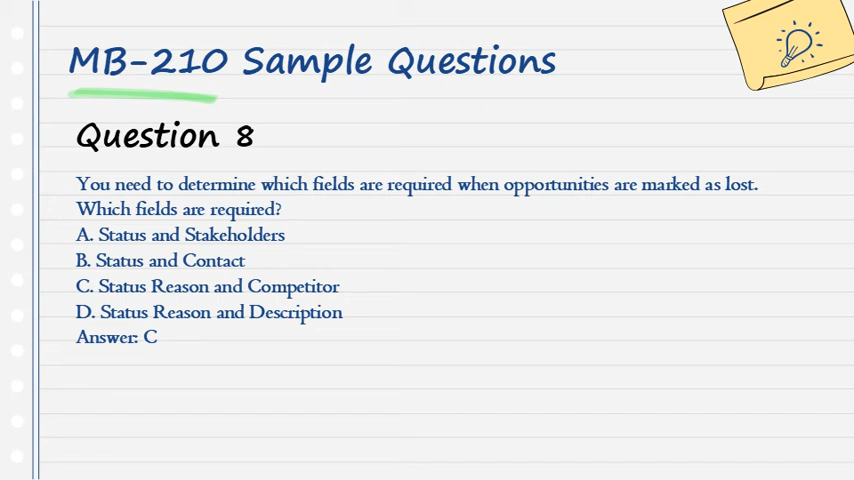 MB-210 Sample Questions
Question 8
You need to determine which fields are required when opportunities are marked as lost.
Which fields are required?
A. Status and Stakeholders
B. Status and Contact
C. Status Reason and Competitor
D. Status Reason and Description
Answer: C